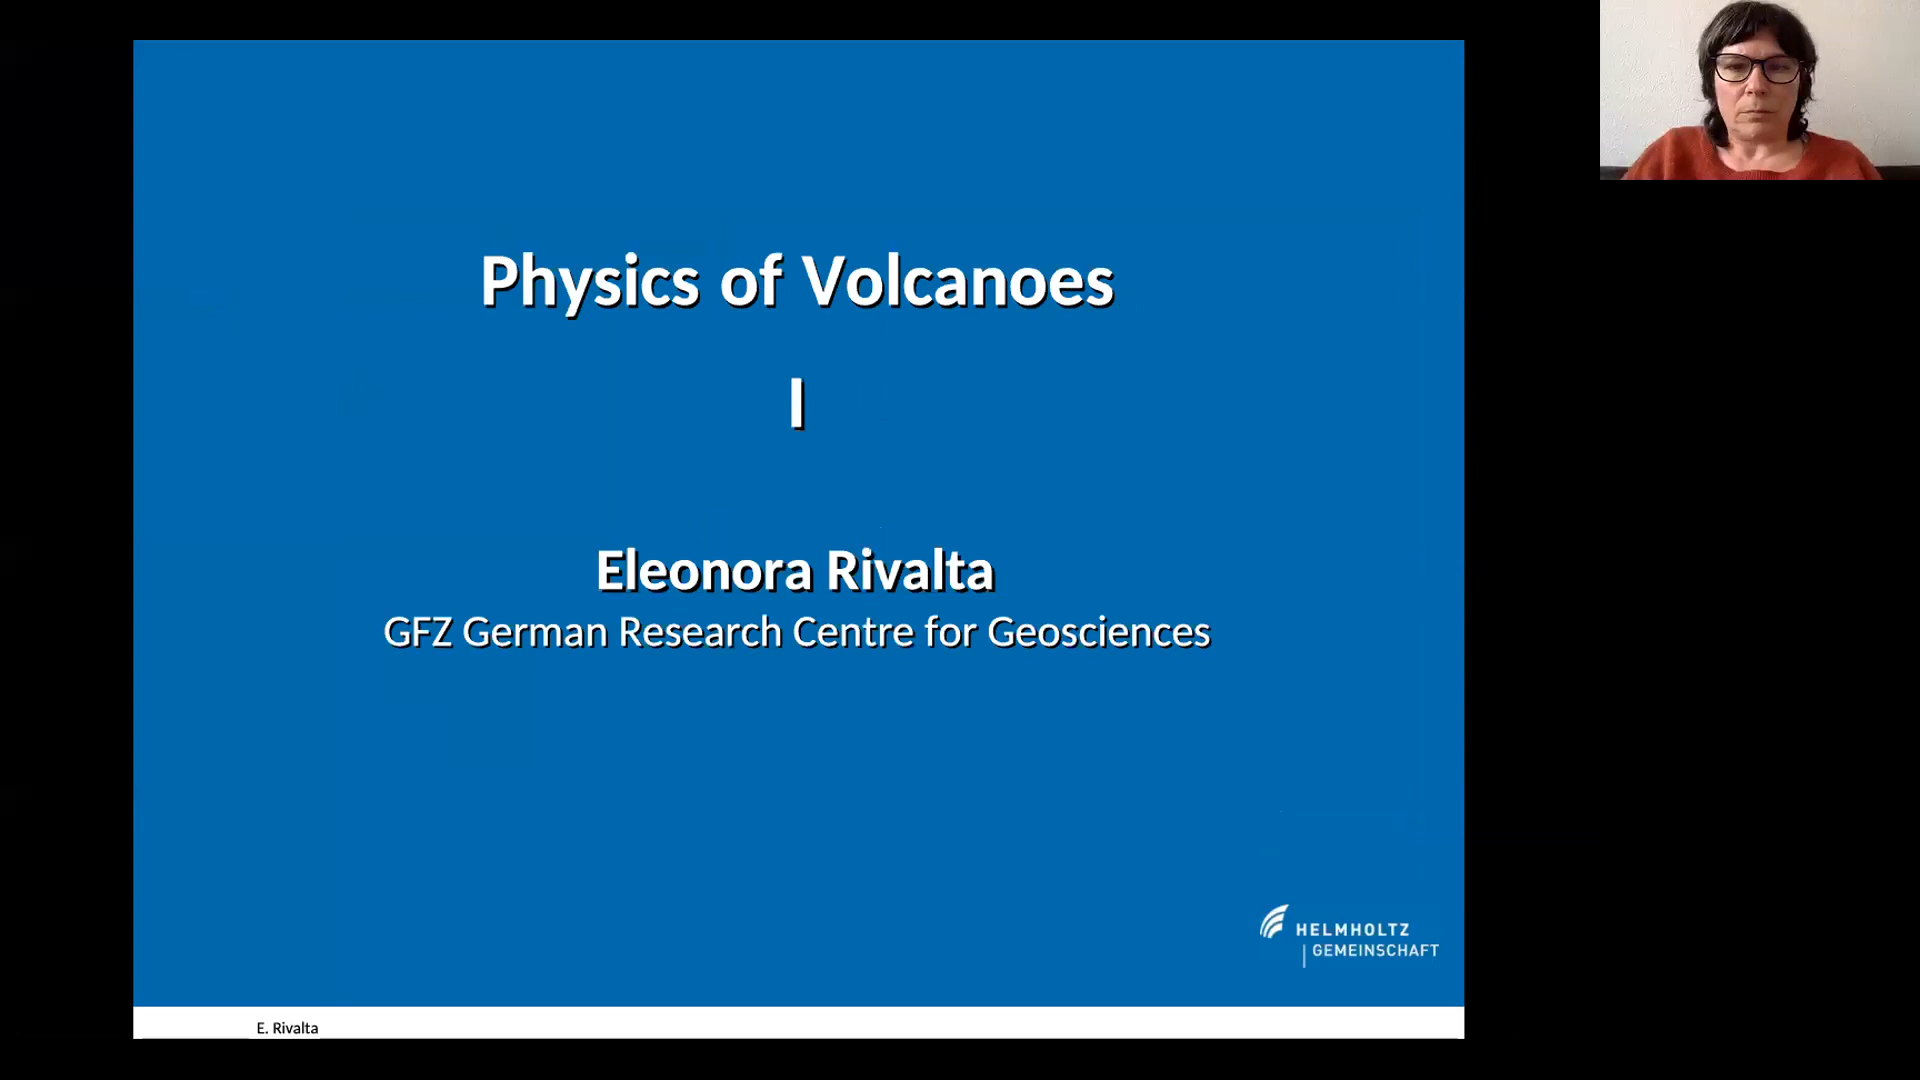 Physics of Volcanoes
I
Eleonora Rivalta
GFZ German Research Centre for Geosciences
HELMHOLTZ
GEMEINSCHAFT
E. Rivalta